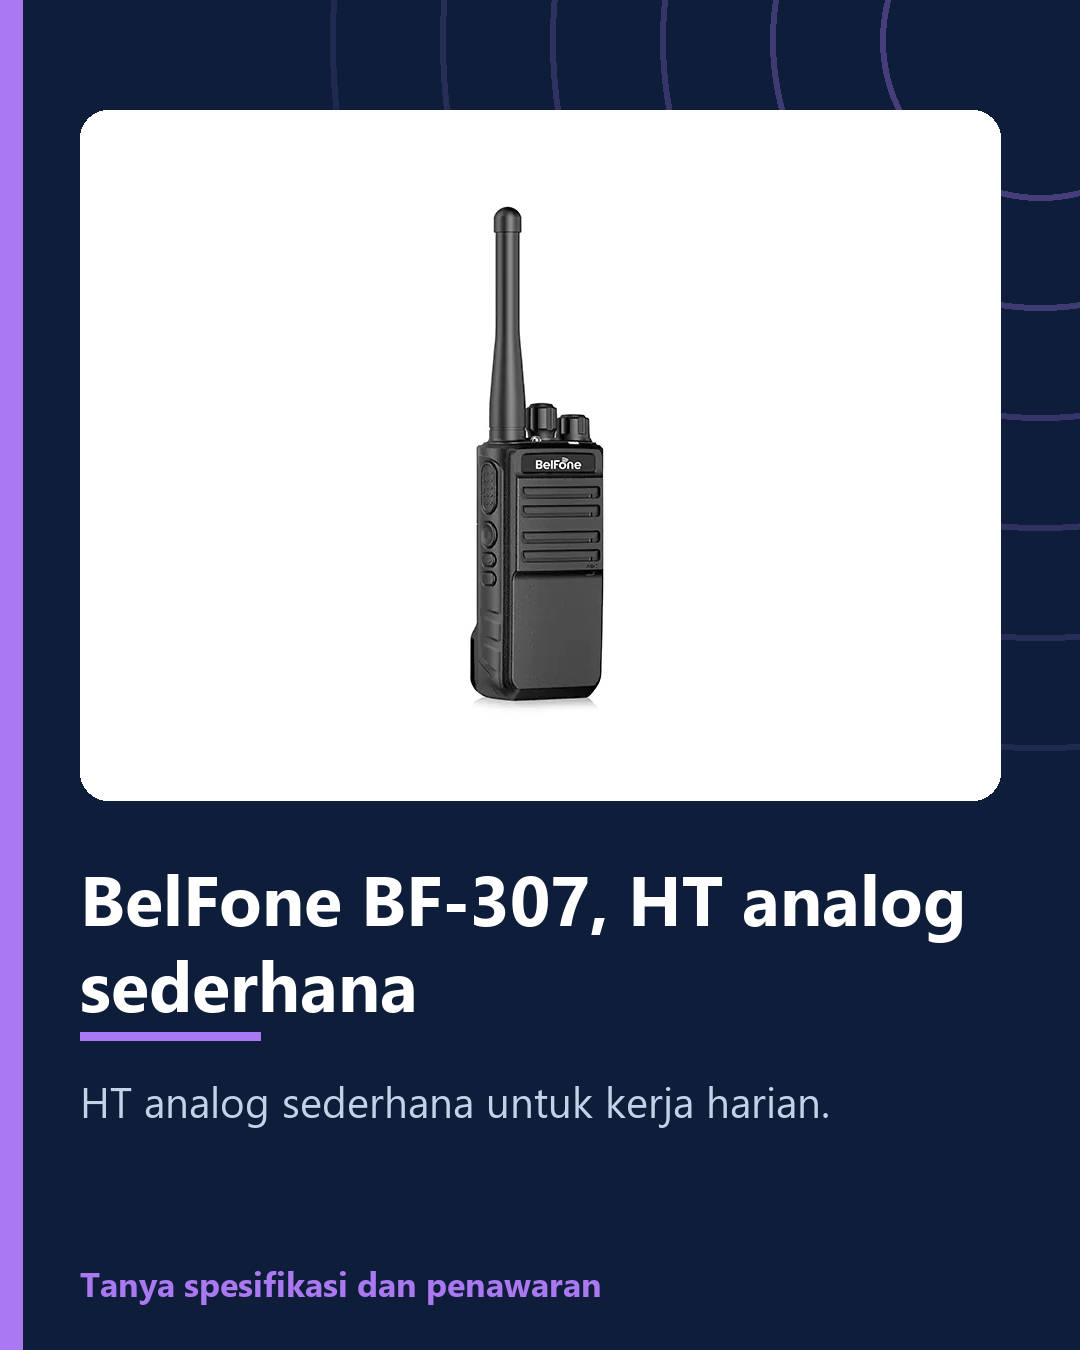 BelFone
BelFone BF-307, HT analog
sederhana
HT analog sederhana untuk kerja harian.
Tanya spesifikasi dan penawaran